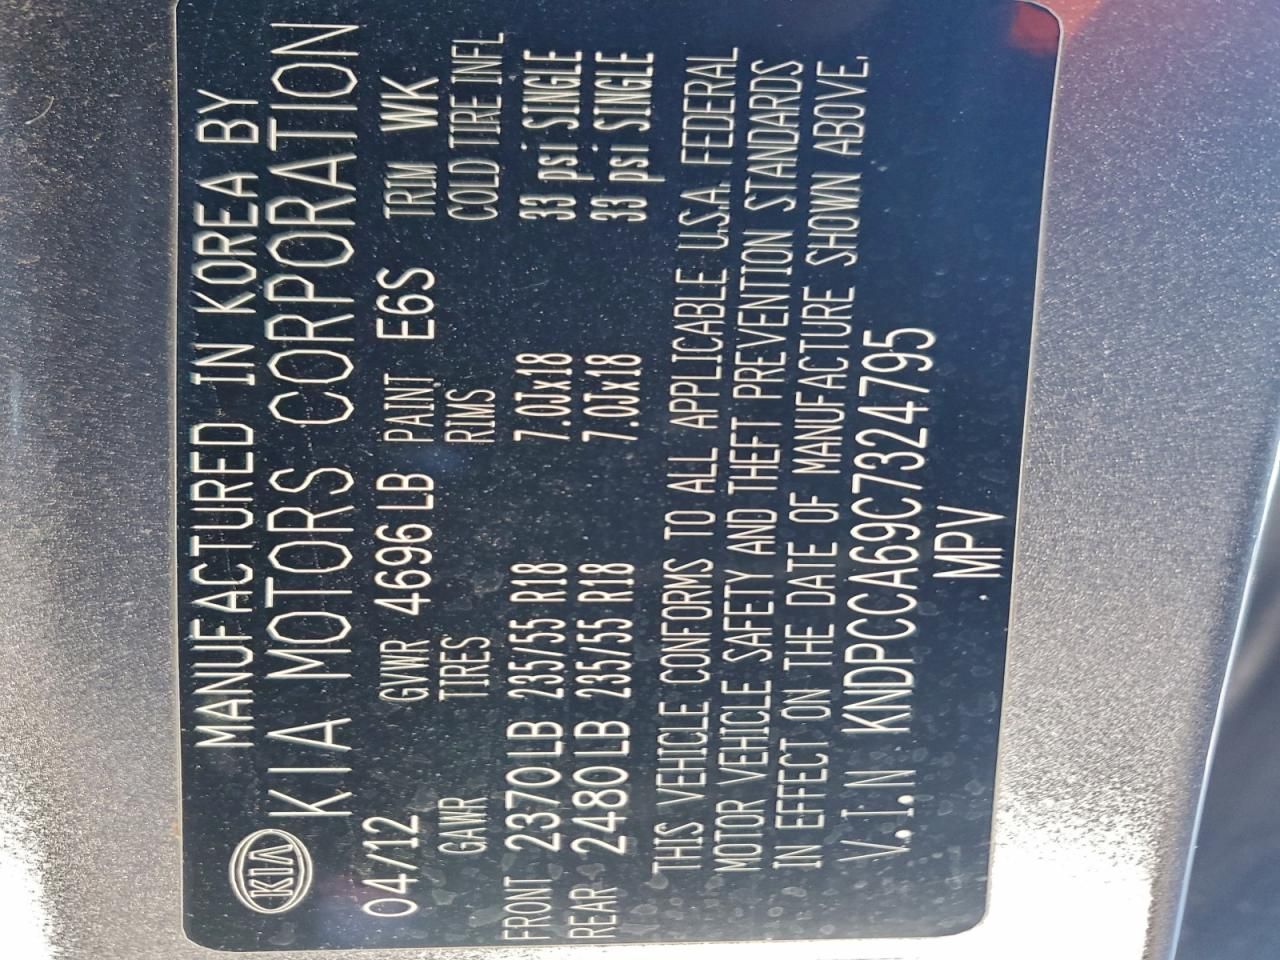 KIA
MANUFACTURED IN KOREA BY
KIA MOTORS CORPORATION
04/12 GVWR 4696 LB PAINT E6S TRIM WK
GAWR TIRES RIMS COLD TIRE INFL
FRONT 2370 LB 235/55 R18 7.0Jx18 33 psi SINGLE
REAR 2480 LB 235/55 R18 7.0Jx18 33 psi SINGLE
THIS VEHICLE CONFORMS TO ALL APPLICABLE U.S.A. FEDERAL
MOTOR VEHICLE SAFETY AND THEFT PREVENTION STANDARDS
IN EFFECT ON THE DATE OF MANUFACTURE SHOWN ABOVE.
V.I.N KNDPCCA69C7324795
MPV